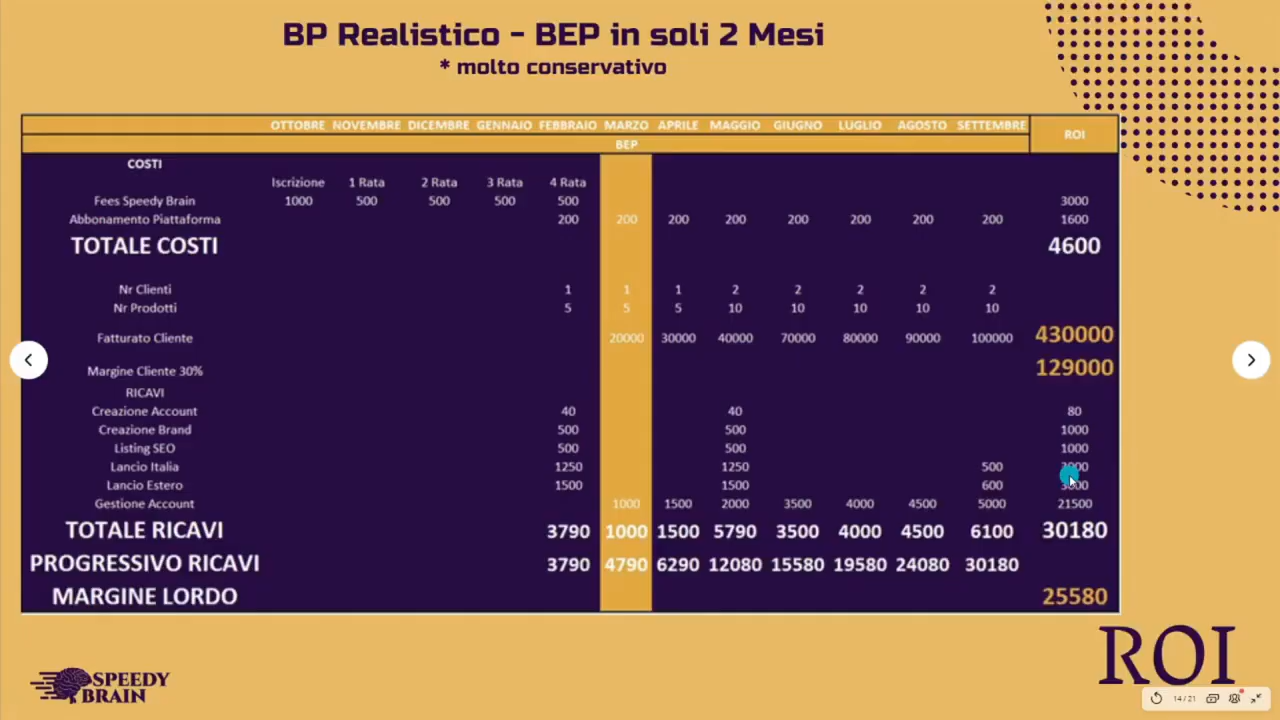 BP Realistico - BEP in soli 2 Mesi
* molto conservativo
OTTOBRE NOVEMBRE DICEMBRE GENNAIO FEBBRAIO MARZO APRILE MAGGIO GIUGNO LUGLIO AGOSTO SETTEMBRE ROI
BEP
COSTI
Iscrizione 1 Rata 2 Rata 3 Rata 4 Rata
Fees Speedy Brain 1000 500 500 500 500 3000
Abbonamento Piattaforma 200 200 200 200 200 200 200 200 1600
TOTALE COSTI 4600
Nr Clienti 1 1 1 2 2 2 2 2
Nr Prodotti 5 5 5 10 10 10 10 10
Fatturato Cliente 20000 30000 40000 70000 80000 90000 100000 430000
Margine Cliente 30% 129000
RICAVI
Creazione Account 40 40 80
Creazione Brand 500 500 1000
Listing SEO 500 500 1000
Lancio Italia 1250 1250 500
Lancio Estero 1500 1500 600
Gestione Account 1000 1500 2000 3500 4000 4500 5000 21500
TOTALE RICAVI 3790 1000 1500 5790 3500 4000 4500 6100 30180
PROGRESSIVO RICAVI 3790 4790 6290 12080 15580 19580 24080 30180
MARGINE LORDO 25580
ROI
SPEEDY
BRAIN
14/21